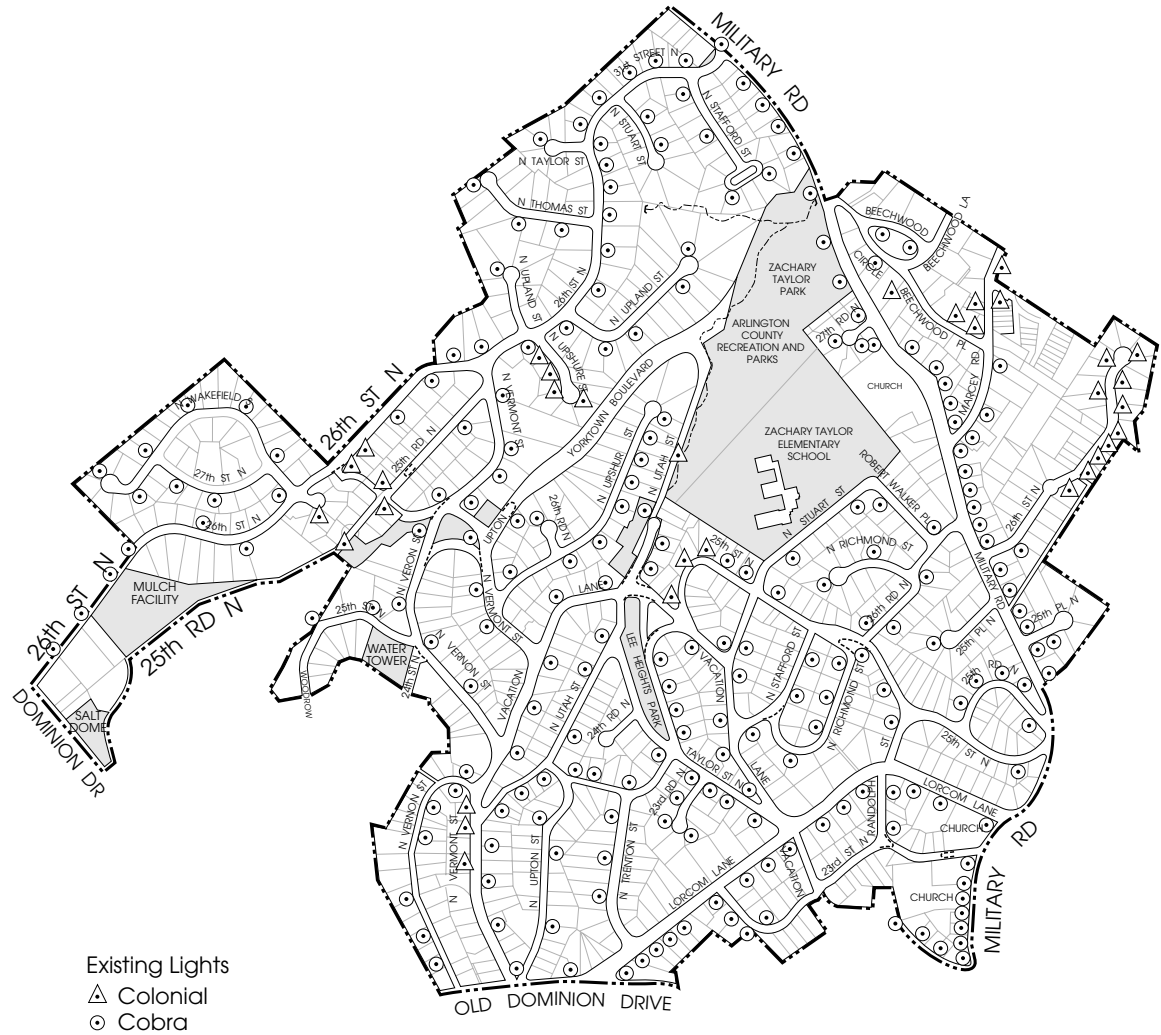 MILITARY RD
31st STREET N
N STAFFORD ST
N STUART ST
N TAYLOR ST
N THOMAS ST
BEECHWOOD
BEECHWOOD LA
CIRCLE
BEECHWOOD PL
ZACHARY
TAYLOR
PARK
N UPLAND ST
26th ST N
N UPLAND ST
ARLINGTON
COUNTY
RECREATION AND
PARKS
27th RD N
N UPSHURE ST
YORKTOWN BOULEVARD
CHURCH
MARCEY RD
N WAKEFIELD
26th ST N
N VERMONT ST
25th RD N
N UPSHUR ST
N UTAH ST
ZACHARY TAYLOR
ELEMENTARY
SCHOOL
ROBERT WALKER PL
27th ST N
26th ST N
UPTON
26th RD N
N STUART ST
26th ST N
N RICHMOND ST
25th ST N
MILITARY RD
26th ST N
MULCH
FACILITY
25th RD N
N VERON ST
N VERMONT ST
LANE
26th RD N
25th PL N
25th PL N
25th ST N
WATER
TOWER
24th ST N
N VERNON ST
WOODROW
VACATION
N UTAH ST
24th RD N
LEE HEIGHTS PARK
VACATION
N STAFFORD ST
N RICHMOND ST
25th RD N
25th ST N
SALT
DOME
DOMINION DR
TAYLOR ST N
LANE
23rd RD N
LORCOM LANE
N VERNON ST
N VERMONT ST
N UPTON ST
N TRENTON ST
LORCOM LANE
VACATION
23rd ST N
RANDOLPH
ST
CHURCH
CHURCH
MILITARY
RD
OLD DOMINION DRIVE
Existing Lights
Colonial
Cobra